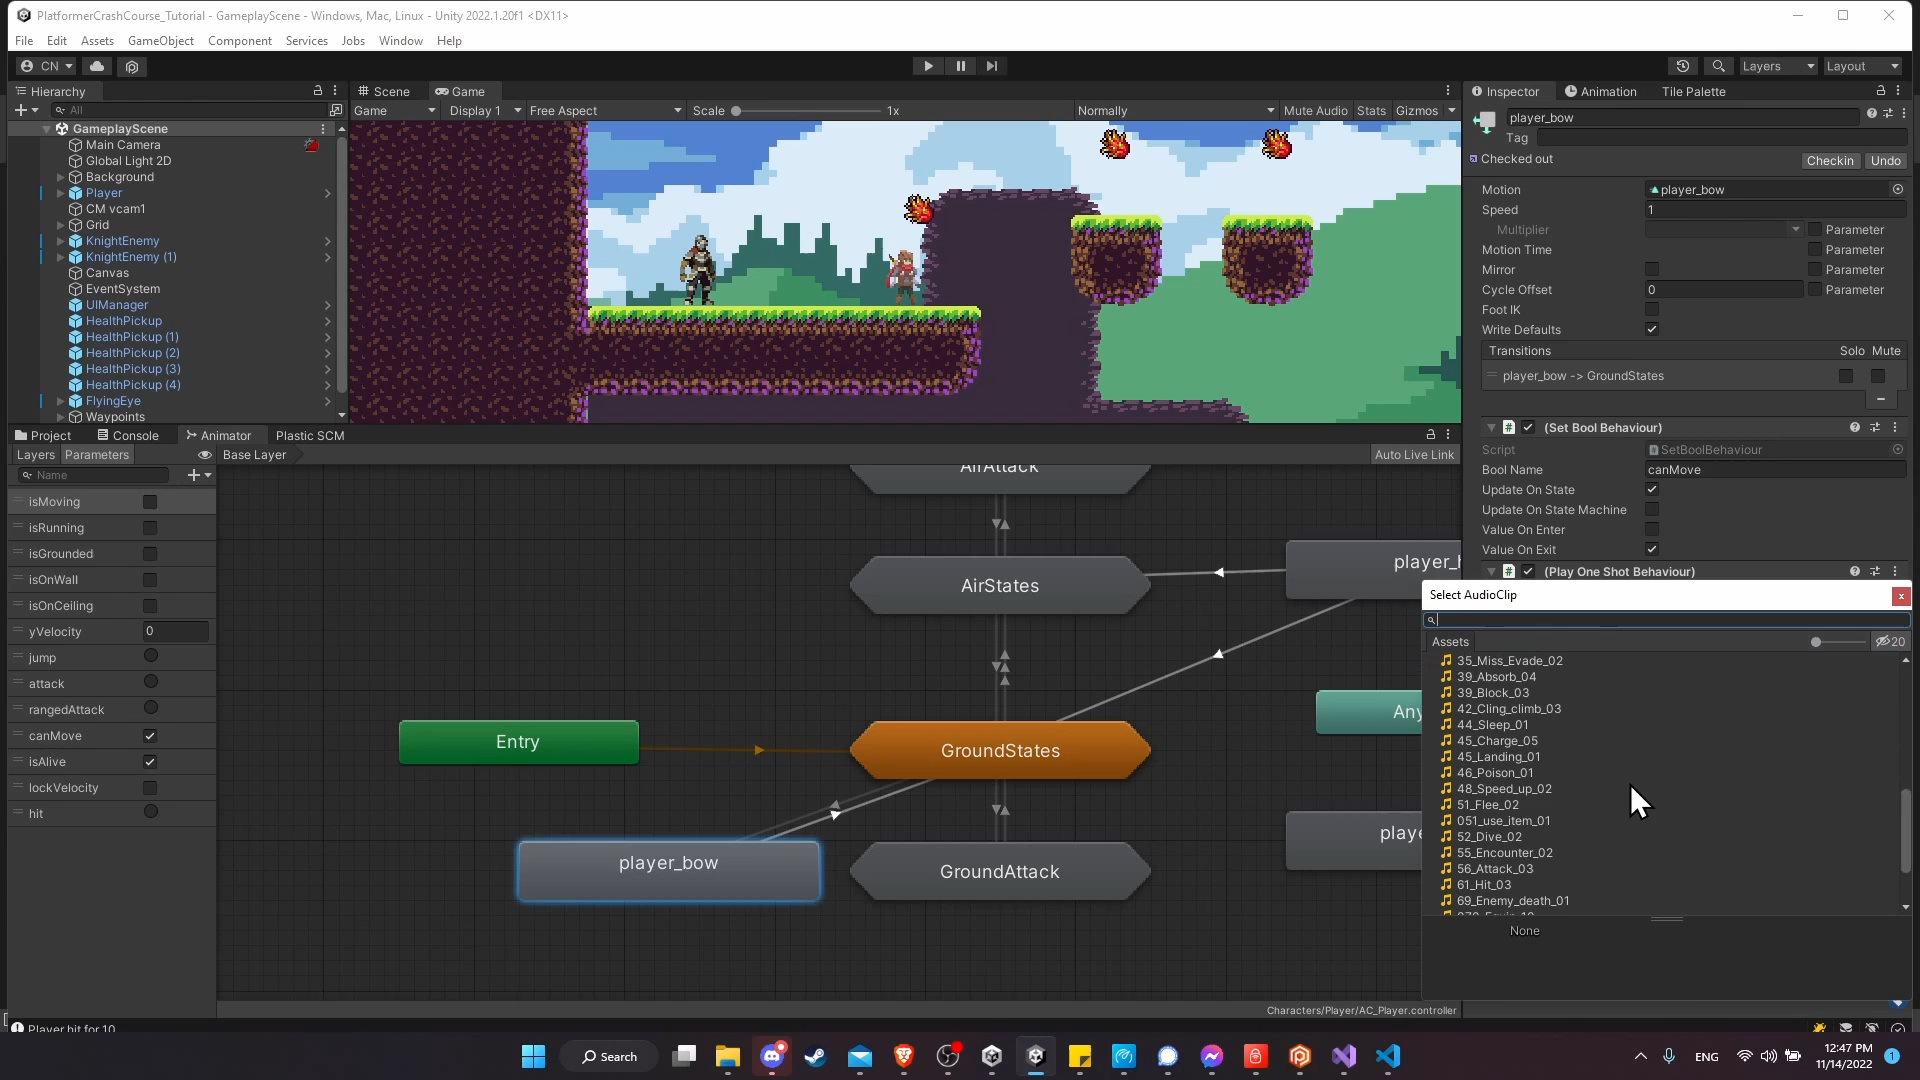 PlatformerCrashCourse_Tutorial - GameplayScene - Windows, Mac, Linux - Unity 2022.1.20f1 <DX11>
File Edit Assets GameObject Component Services Jobs Window Help
CN Layers Layout
Hierarchy
All
GameplayScene
Main Camera
Global Light 2D
Background
Player
CM vcam1
Grid
KnightEnemy
KnightEnemy (1)
Canvas
EventSystem
UIManager
HealthPickup
HealthPickup (1)
HealthPickup (2)
HealthPickup (3)
HealthPickup (4)
FlyingEye
Waypoints
Scene Game
Game Display 1 Free Aspect Scale 1x Normally Mute Audio Stats Gizmos
Inspector Animation Tile Palette
player_bow
Tag
Checked out Checkin Undo
Motion player_bow
Speed 1
Multiplier Parameter
Motion Time Parameter
Mirror Parameter
Cycle Offset 0 Parameter
Foot IK
Write Defaults
Transitions Solo Mute
player_bow -> GroundStates
(Set Bool Behaviour)
Script SetBoolBehaviour
Bool Name canMove
Update On State
Update On State Machine
Value On Enter
Value On Exit
(Play One Shot Behaviour)
Project Console Animator Plastic SCM
Layers Parameters Base Layer Auto Live Link
Name
isMoving
isRunning
isGrounded
isOnWall
isOnCeiling
yVelocity 0
jump
attack
rangedAttack
canMove
isAlive
lockVelocity
hit
AirAttack
AirStates
Entry
GroundStates
player_bow
GroundAttack
Characters/Player/AC_Player.controller
Select AudioClip
Assets 20
35_Miss_Evade_02
39_Absorb_04
39_Block_03
42_Cling_climb_03
44_Sleep_01
45_Charge_05
45_Landing_01
46_Poison_01
48_Speed_up_02
51_Flee_02
051_use_item_01
52_Dive_02
55_Encounter_02
56_Attack_03
61_Hit_03
69_Enemy_death_01
None
Player hit for 10
Search
ENG
12:47 PM
11/14/2022
1